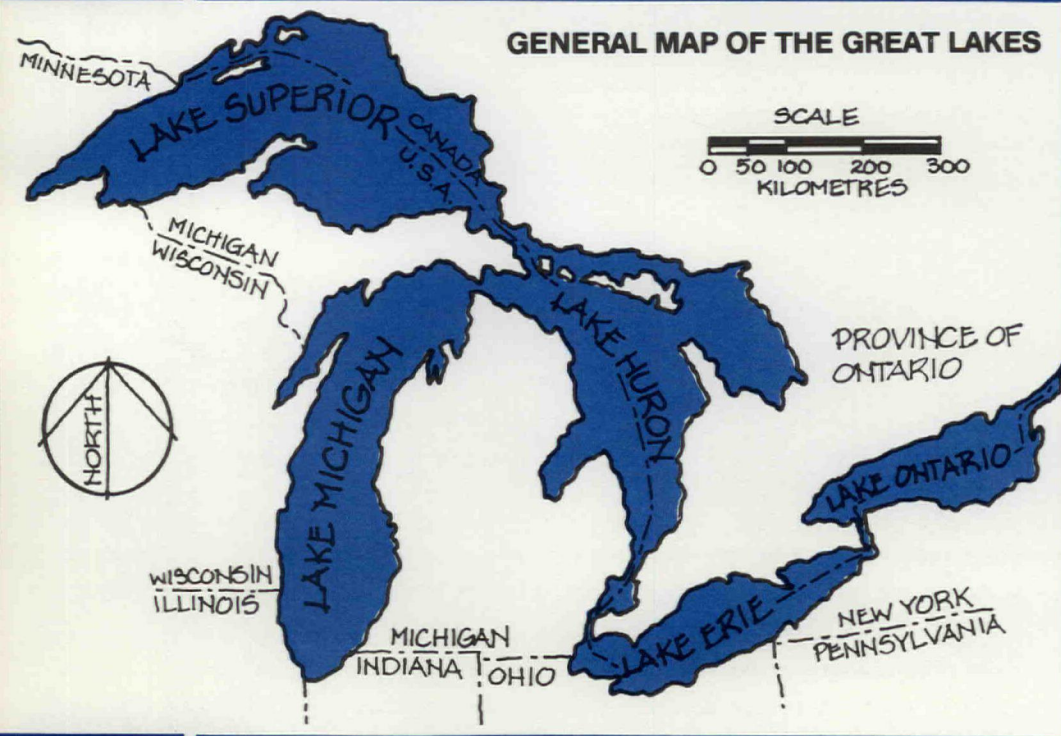 GENERAL MAP OF THE GREAT LAKES
SCALE
0 50 100 200 300
KILOMETRES
MINNESOTA
LAKE SUPERIOR
CANADA
U.S.A.
MICHIGAN
WISCONSIN
LAKE HURON
PROVINCE OF
ONTARIO
NORTH
LAKE MICHIGAN
LAKE ONTARIO
WISCONSIN
ILLINOIS
LAKE ERIE
NEW YORK
PENNSYLVANIA
MICHIGAN
INDIANA
OHIO